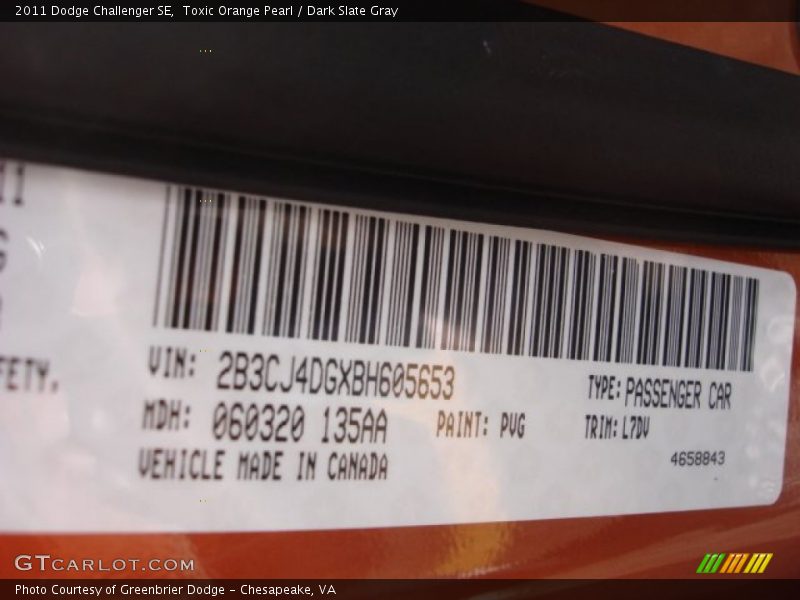 2011 Dodge Challenger SE,  Toxic Orange Pearl / Dark Slate Gray
FETY.
VIN: 2B3CJ4DGXBH605653
TYPE: PASSENGER CAR
MDH: 060320 135AA
PAINT: PVG
TRIM: L7DV
VEHICLE MADE IN CANADA
4658843
GTCARLOT.COM
Photo Courtesy of Greenbrier Dodge - Chesapeake, VA